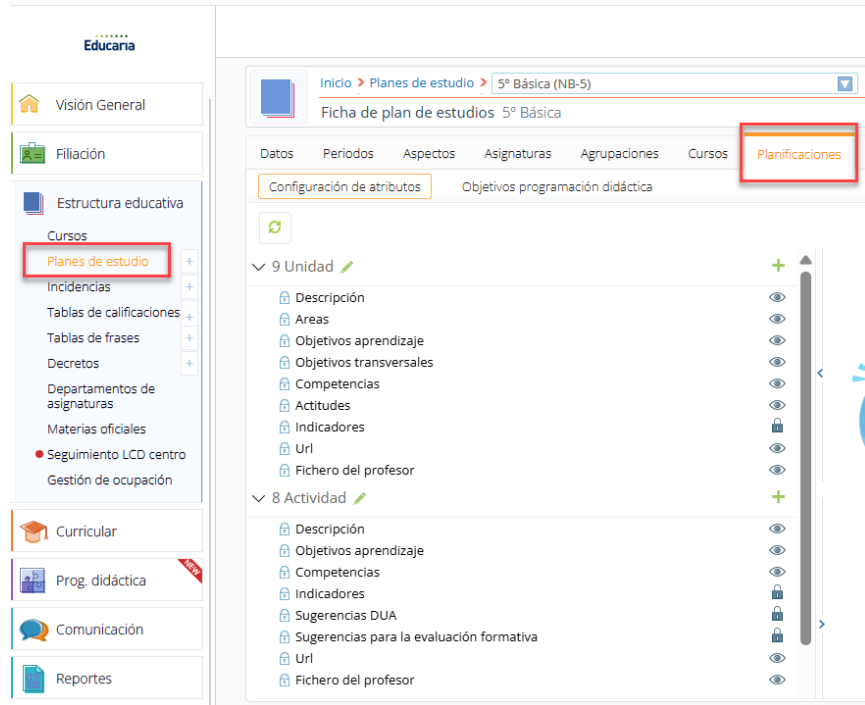 Educaria
Visión General
Filiación
Estructura educativa
Cursos
Planes de estudio +
Incidencias +
Tablas de calificaciones +
Tablas de frases +
Decretos +
Departamentos de
asignaturas
Materias oficiales
Seguimiento LCD centro
Gestión de ocupación
Curricular
Prog. didáctica NEW
Comunicación
Reportes
Inicio > Planes de estudio > 5º Básica (NB-5)
Ficha de plan de estudios 5º Básica
Datos Periodos Aspectos Asignaturas Agrupaciones Cursos Planificaciones
Configuración de atributos Objetivos programación didáctica
9 Unidad +
Descripción
Areas
Objetivos aprendizaje
Objetivos transversales
Competencias
Actitudes
Indicadores
Url
Fichero del profesor
8 Actividad +
Descripción
Objetivos aprendizaje
Competencias
Indicadores
Sugerencias DUA
Sugerencias para la evaluación formativa
Url
Fichero del profesor